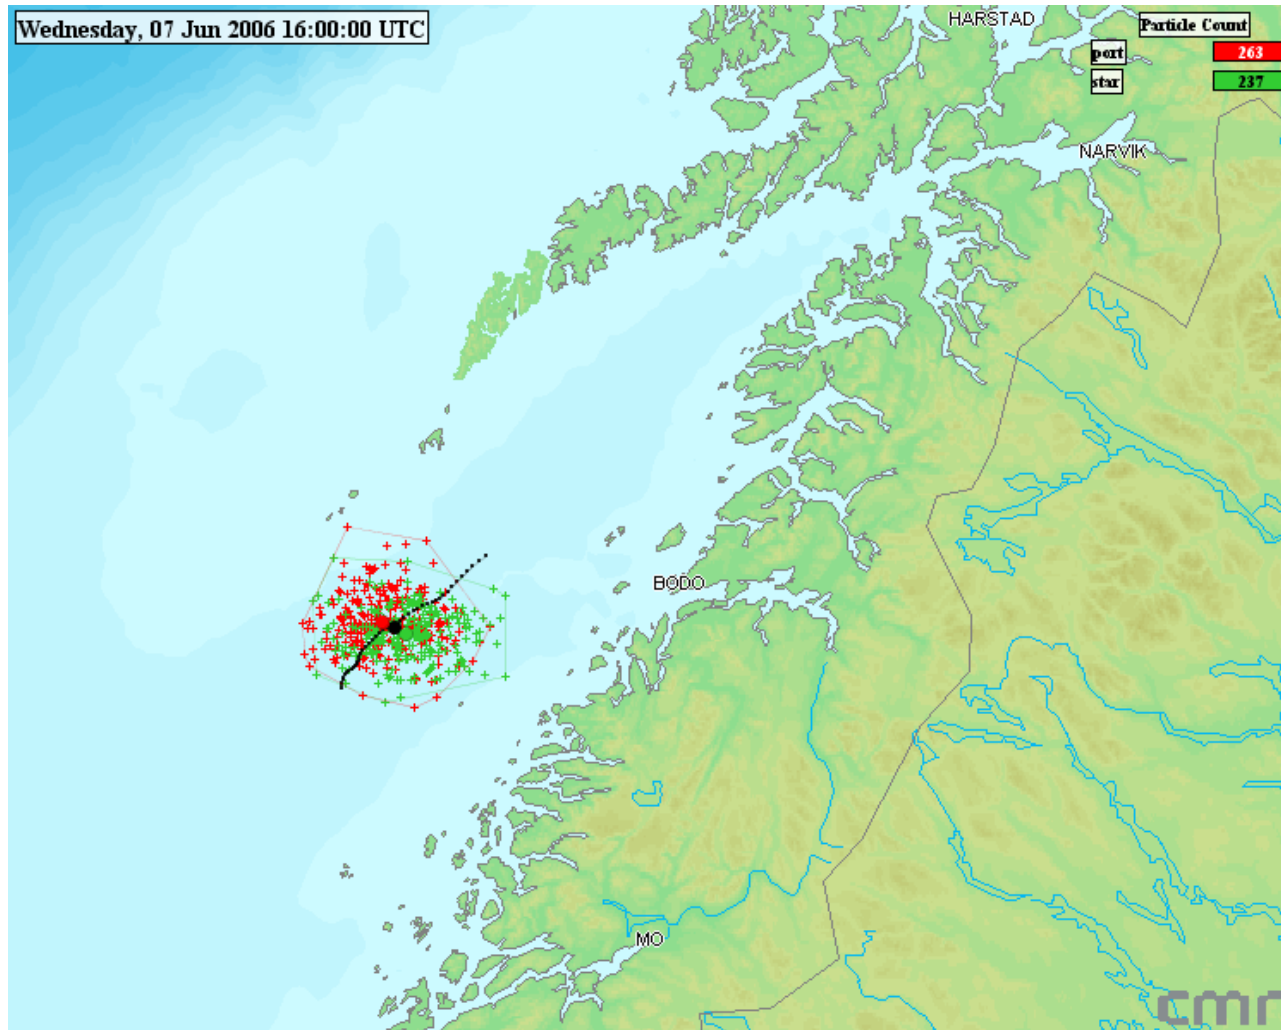 Wednesday, 07 Jun 2006 16:00:00 UTC
HARSTAD
Particle Count
port 263
star 237
NARVIK
BODO
MO
cmr